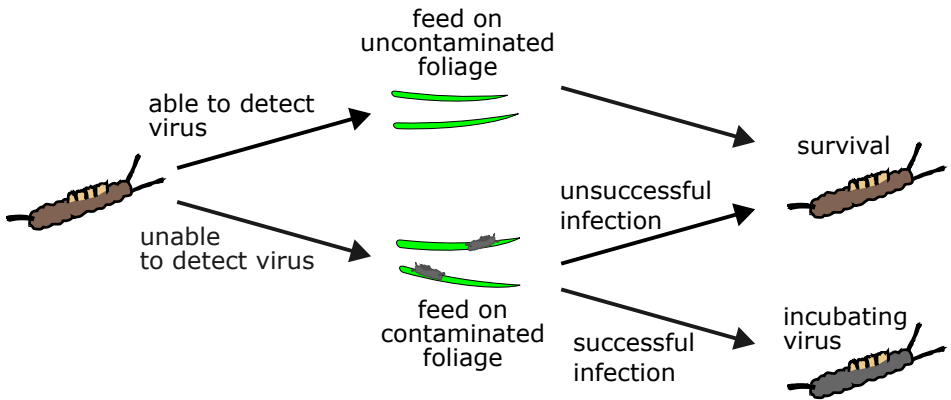 feed on
uncontaminated
foliage
able to detect
virus
survival
unsuccessful
infection
unable
to detect virus
feed on
contaminated
foliage
successful
infection
incubating
virus